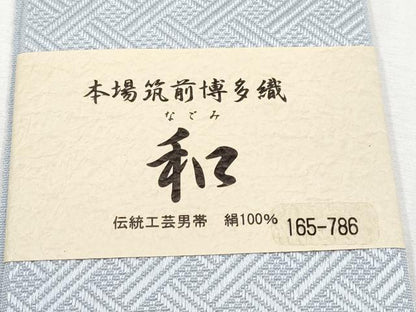 本場筑前博多織
なごみ
和
伝統工芸男帯 絹100% 165-786